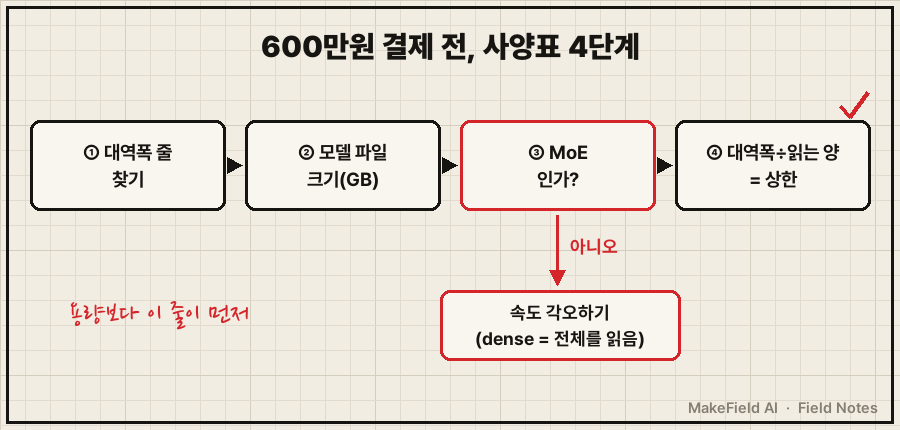 600만원 결제 전, 사양표 4단계
① 대역폭 줄
찾기
② 모델 파일
크기(GB)
③ MoE
인가?
④ 대역폭÷읽는 양
= 상한
아니오
속도 각오하기
(dense = 전체를 읽음)
용량보다 이 줄이 먼저
MakeField AI · Field Notes